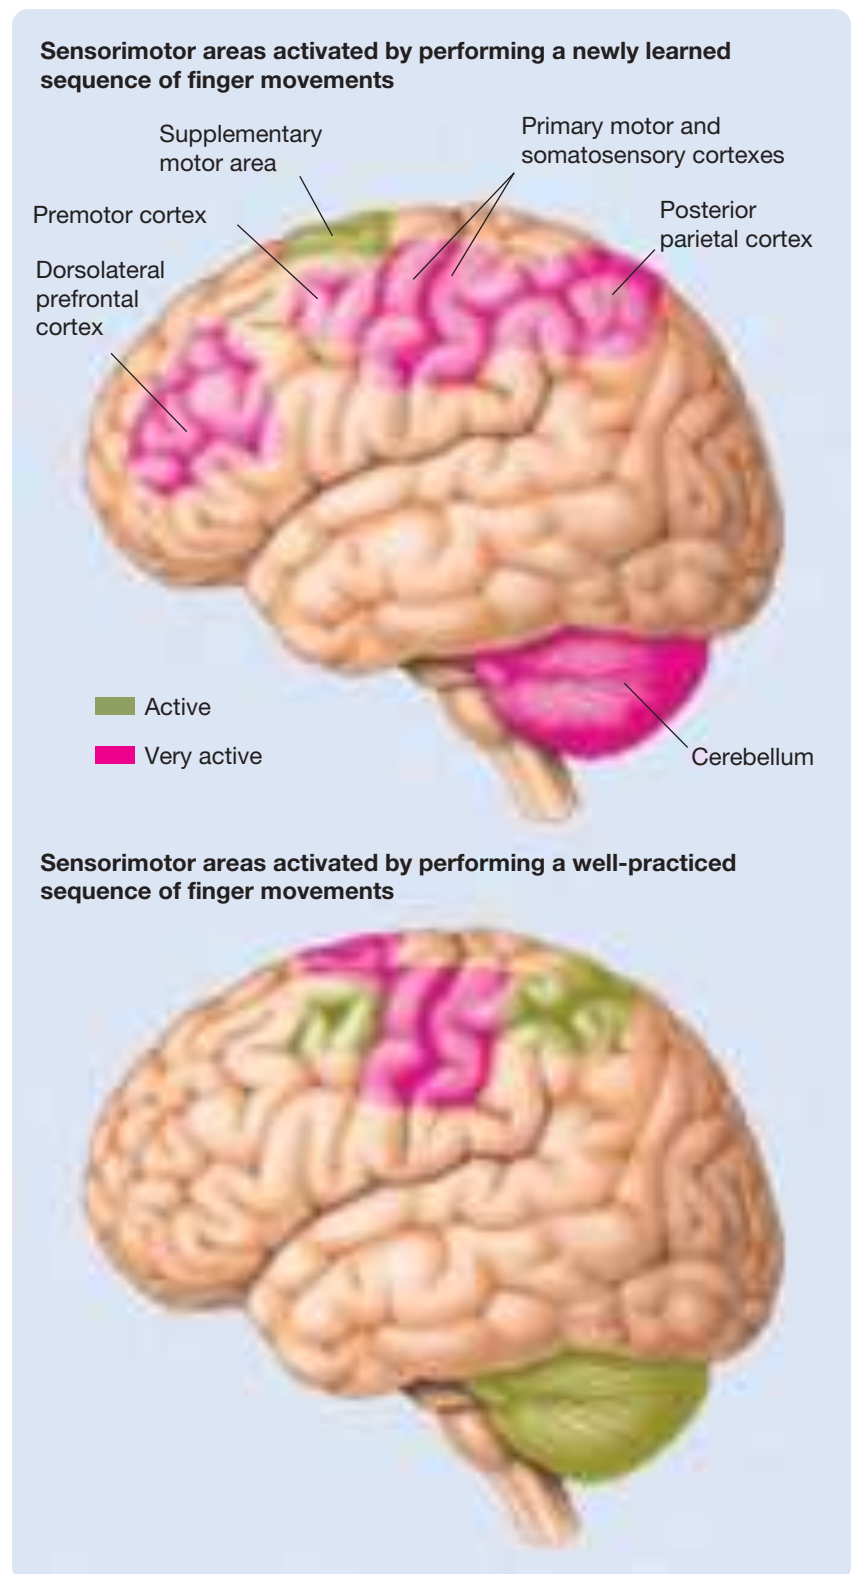 Sensorimotor areas activated by performing a newly learned
sequence of finger movements
Supplementary
motor area
Primary motor and
somatosensory cortexes
Premotor cortex
Posterior
parietal cortex
Dorsolateral
prefrontal
cortex
Active
Very active
Cerebellum
Sensorimotor areas activated by performing a well-practiced
sequence of finger movements